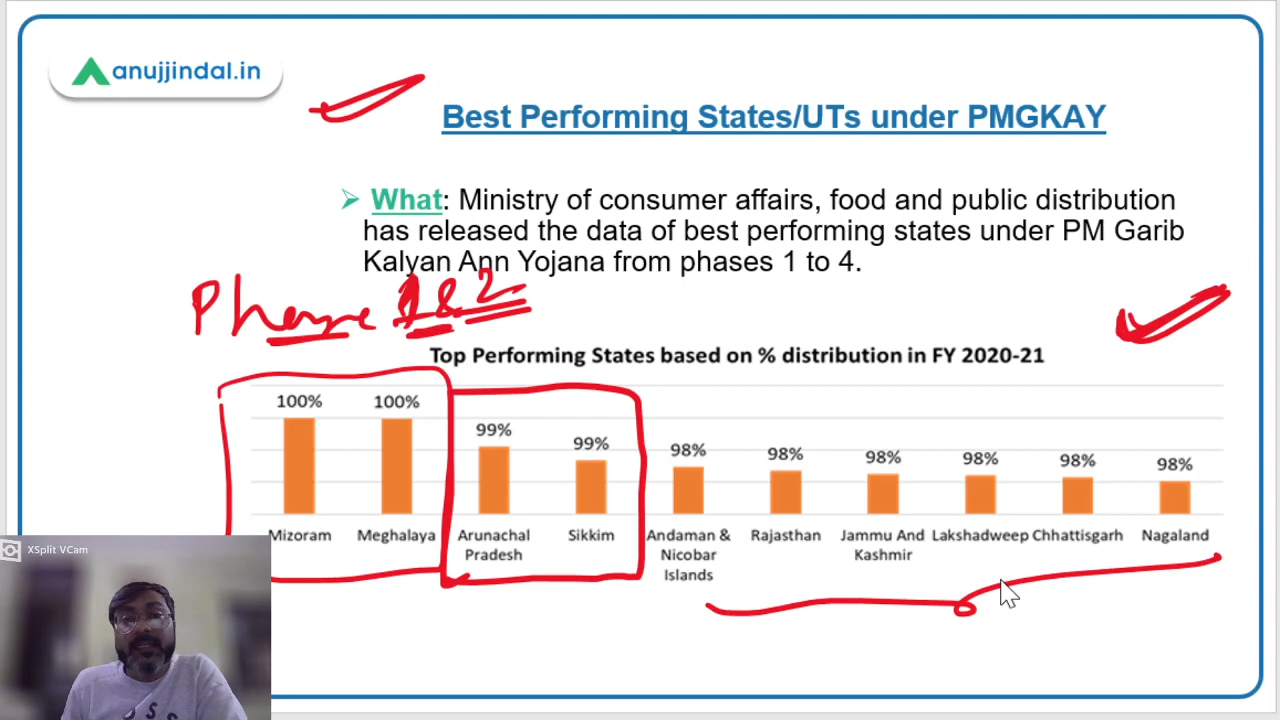 anujjindal.in
Best Performing States/UTs under PMGKAY
➢ What: Ministry of consumer affairs, food and public distribution
has released the data of best performing states under PM Garib
Kalyan Ann Yojana from phases 1 to 4.
Phase 1&2
Top Performing States based on % distribution in FY 2020-21
100% 100% 99% 99% 98% 98% 98% 98% 98% 98%
Mizoram Meghalaya Arunachal Pradesh Sikkim Andaman & Nicobar Islands Rajasthan Jammu And Kashmir Lakshadweep Chhattisgarh Nagaland
XSplit VCam